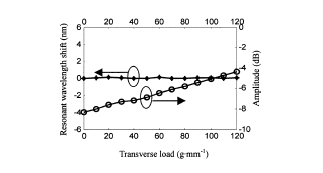 0 20 40 60 80 100 120
6
4
2
0
-2
-4
-6
0
-2
-4
-6
-8
-10
0 20 40 60 80 100 120
Resonant wavelength shift (nm)
Amplitude (dB)
Transverse load (g·mm⁻¹)